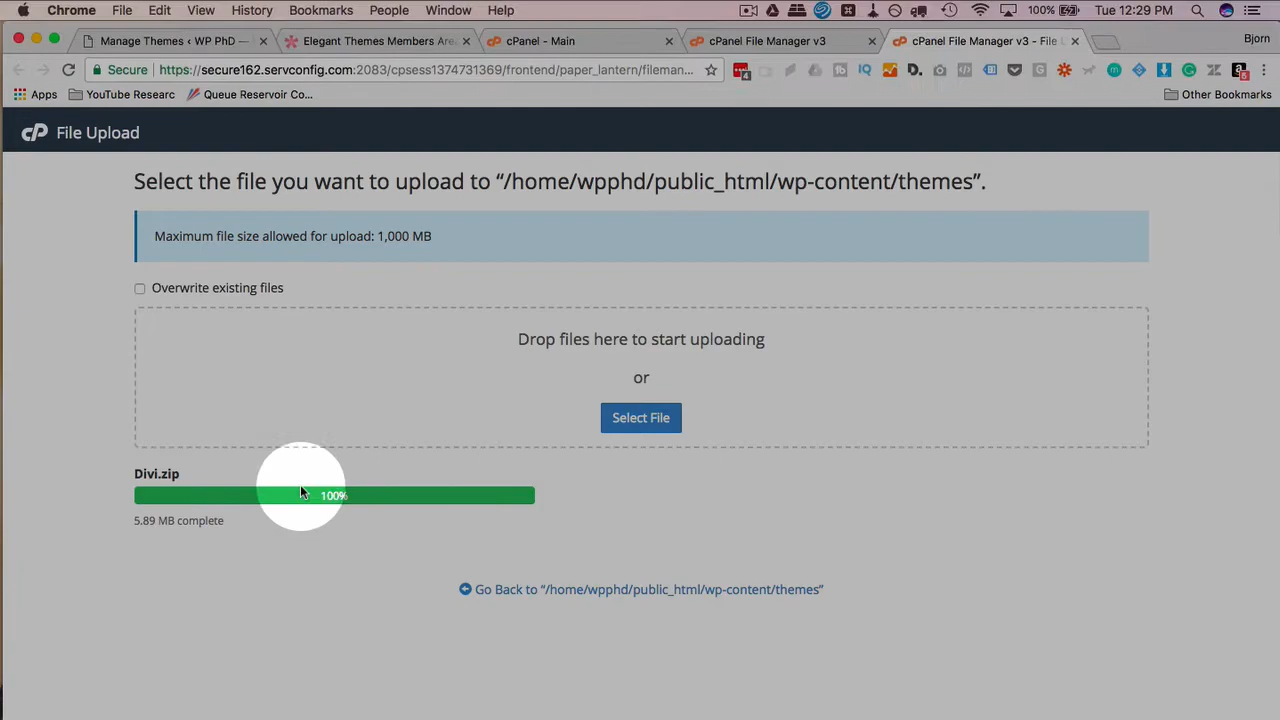 Chrome File Edit View History Bookmarks People Window Help 100% Tue 12:29 PM
Manage Themes ‹ WP PhD — Elegant Themes Members Area cPanel - Main cPanel File Manager v3 cPanel File Manager v3 - File Bjorn
Secure https://secure162.servconfig.com:2083/cpsess1374731369/frontend/paper_lantern/fileman...
Apps YouTube Researc Queue Reservoir Co... Other Bookmarks
cP File Upload
Select the file you want to upload to “/home/wpphd/public_html/wp-content/themes”.
Maximum file size allowed for upload: 1,000 MB
Overwrite existing files
Drop files here to start uploading
or
Select File
Divi.zip
100%
5.89 MB complete
Go Back to “/home/wpphd/public_html/wp-content/themes”